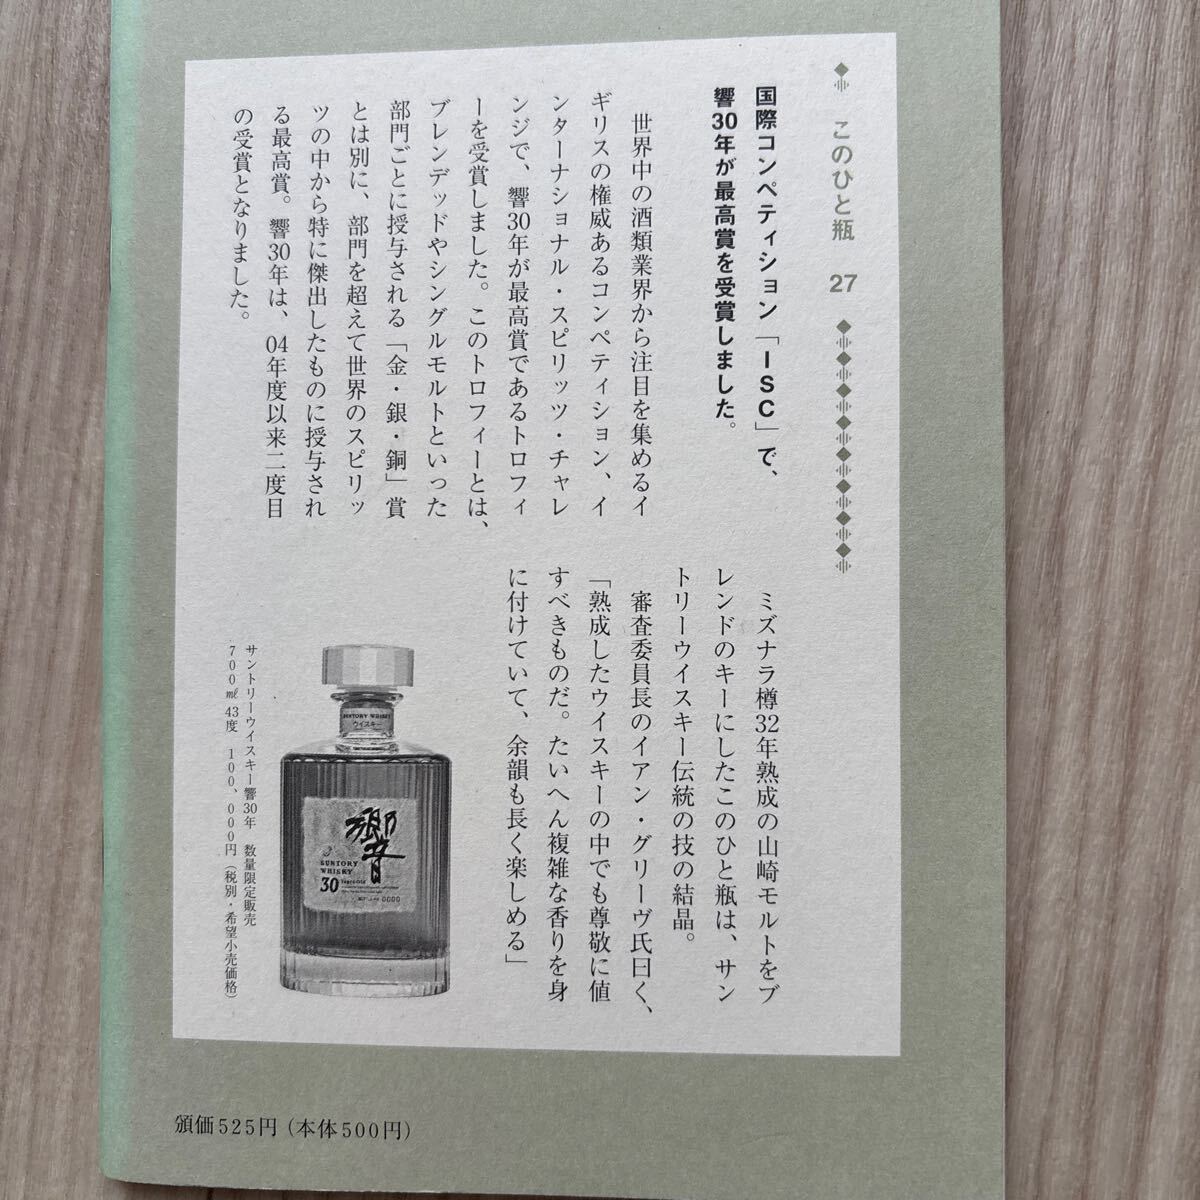 このひと瓶 27
国際コンペティション「ISC」で、
響30年が最高賞を受賞しました。
世界中の酒類業界から注目を集めるイ
ギリスの権威あるコンペティション、イ
ンターナショナル・スピリッツ・チャレ
ンジで、響30年が最高賞であるトロフィ
ーを受賞しました。このトロフィーとは、
ブレンデッドやシングルモルトといった
部門ごとに授与される「金・銀・銅」賞
とは別に、部門を超えて世界のスピリッ
ツの中から特に傑出したものに授与され
る最高賞。響30年は、04年度以来二度目
の受賞となりました。
ミズナラ樽32年熟成の山崎モルトをブ
レンドのキーにしたこのひと瓶は、サン
トリーウイスキー伝統の技の結晶。
審査委員長のイアン・グリーヴ氏曰く、
「熟成したウイスキーの中でも尊敬に値
すべきものだ。たいへん複雑な香りを身
に付けていて、余韻も長く楽しめる」
SUNTORY WHISKY
ウイスキー
響
SUNTORY
WHISKY
30
0000
サントリーウイスキー響30年 数量限定販売
700㎖ 43度 100、000円（税別・希望小売価格）
頒価525円（本体500円）